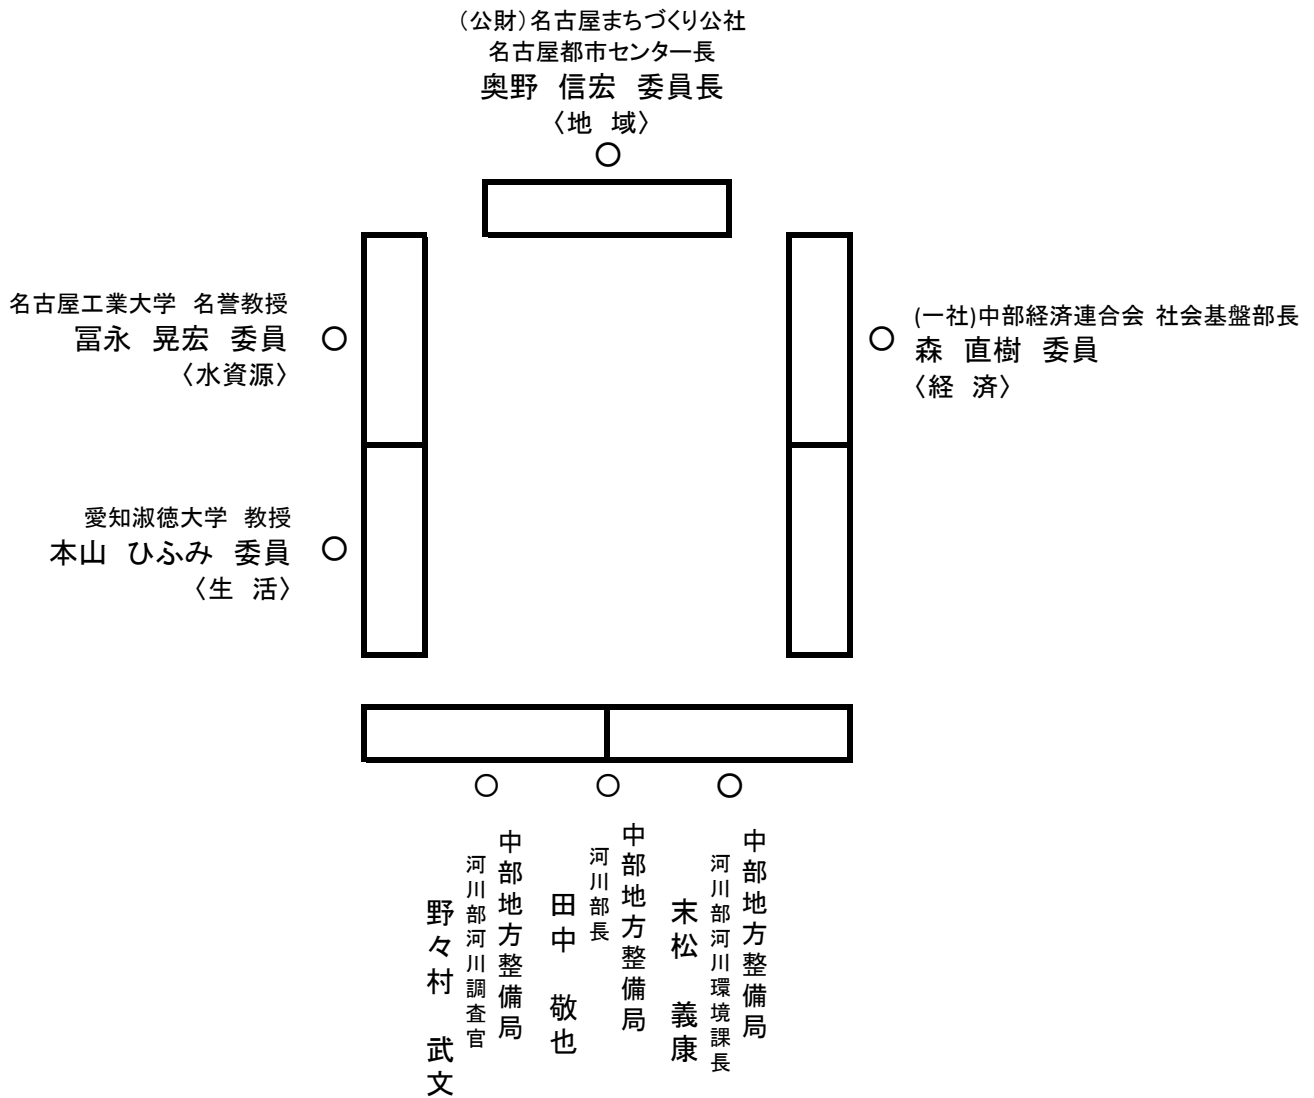 （公財）名古屋まちづくり公社
名古屋都市センター長
奥野　信宏　委員長
〈地　域〉
名古屋工業大学　名誉教授
冨永　晃宏　委員
〈水資源〉
(一社)中部経済連合会 社会基盤部長
森　直樹　委員
〈経　済〉
愛知淑徳大学　教授
本山　ひふみ　委員
〈生　活〉
中部地方整備局
河川部河川環境課長
末松　義康
中部地方整備局
河川部長
田中　敬也
中部地方整備局
河川部河川調査官
野々村　武文